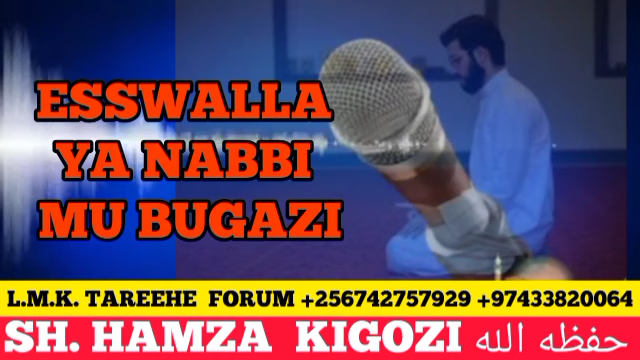 ESSWALLA
YA NABBI
MU BUGAZI
L.M.K. TAREEHE FORUM +256742757929 +97433820064
SH. HAMZA KIGOZI حفظه الله